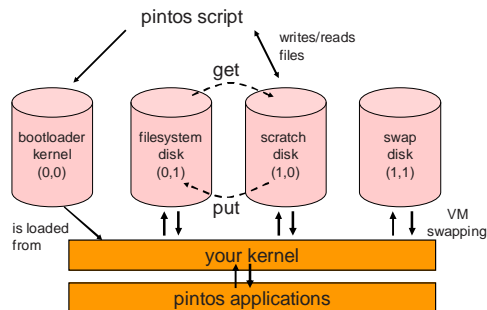 pintos script
writes/reads
files
get
bootloader
kernel
(0,0)
filesystem
disk
(0,1)
scratch
disk
(1,0)
swap
disk
(1,1)
put
is loaded
from
VM
swapping
your kernel
pintos applications